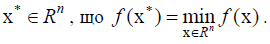 x* ∈ Rⁿ, що f(x*) = min f(x).
x∈Rⁿ